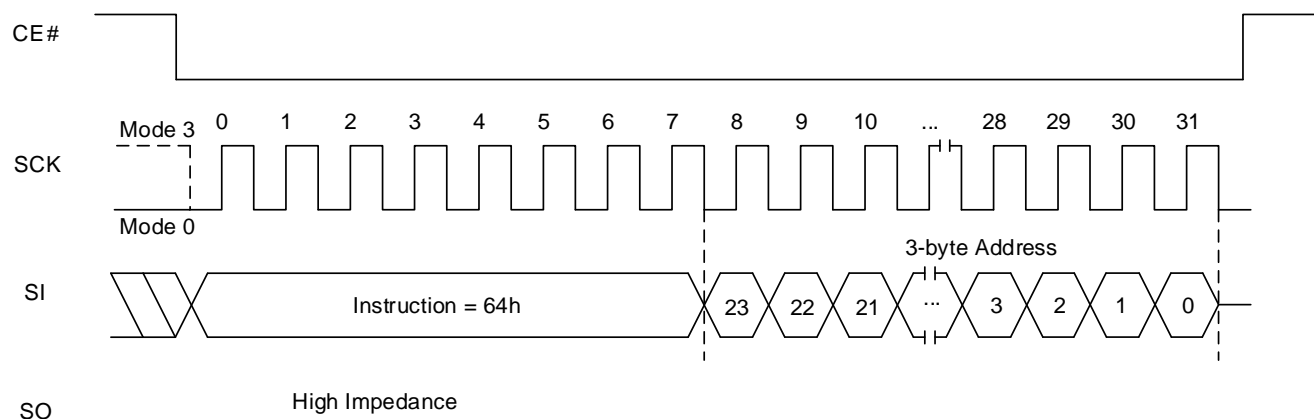 CE#
Mode 3 0 1 2 3 4 5 6 7 8 9 10 ... 28 29 30 31
SCK
Mode 0
3-byte Address
SI Instruction = 64h 23 22 21 ... 3 2 1 0
High Impedance
SO